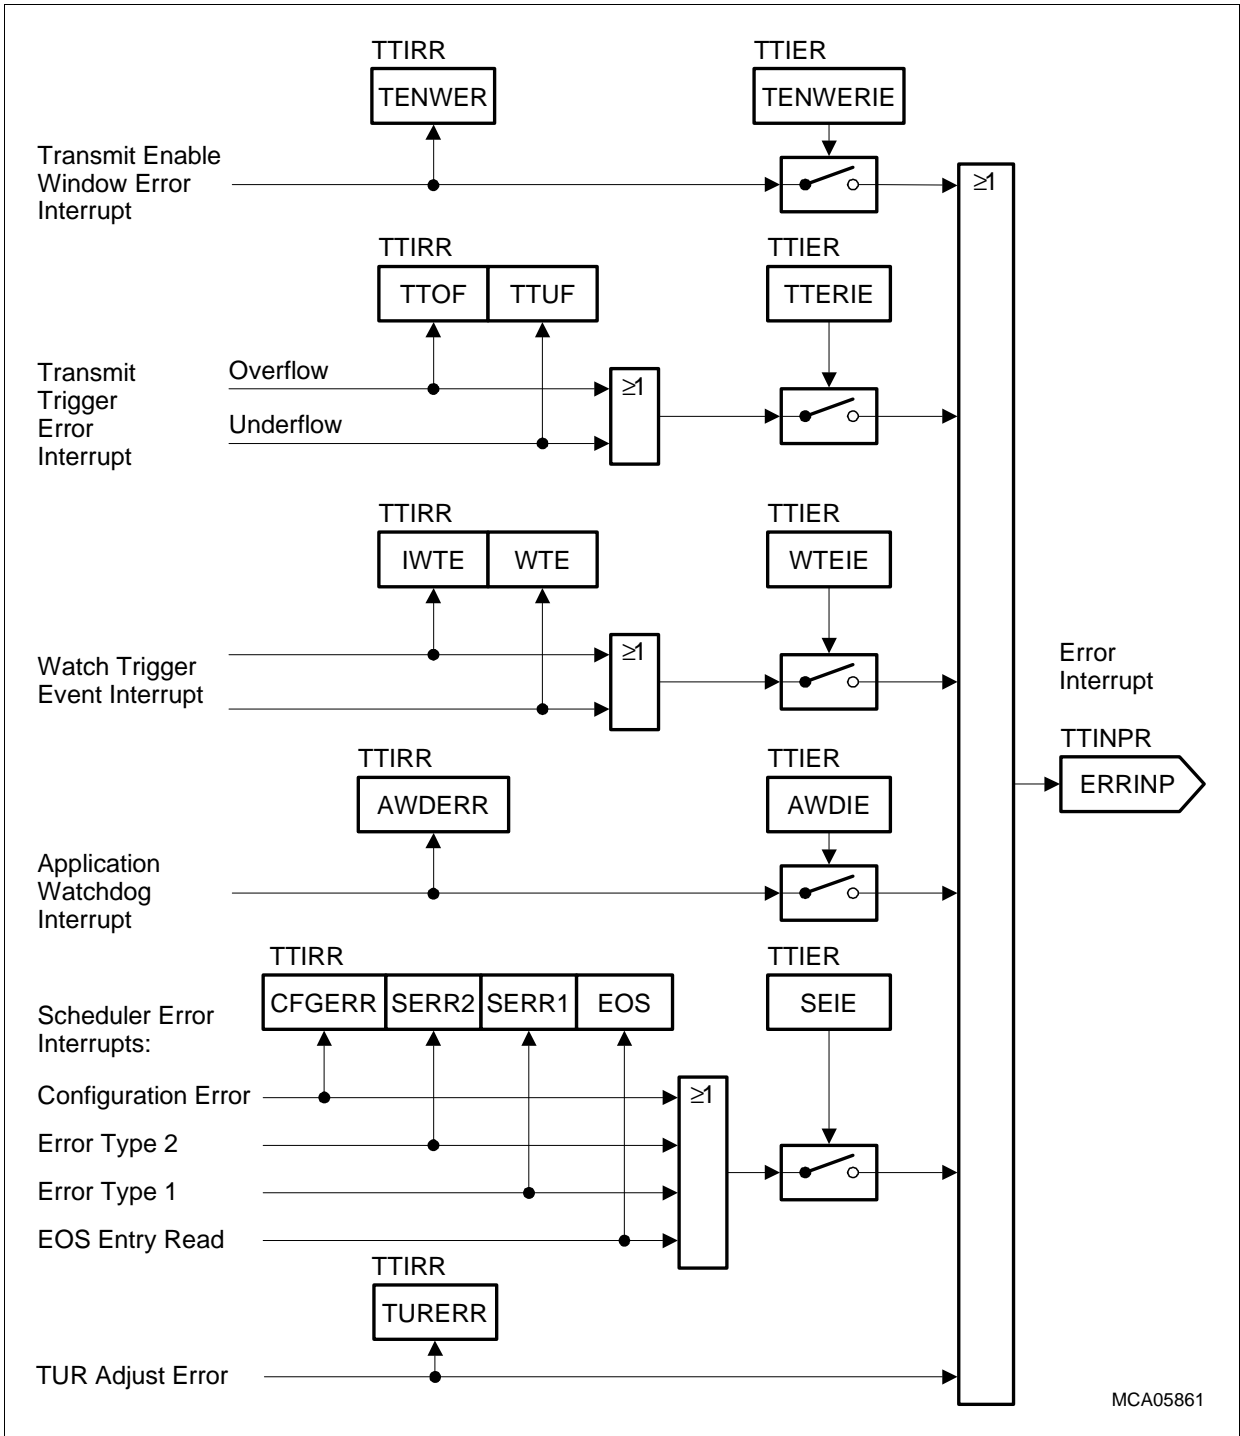 TTIRR
TTIER
TENWER
TENWERIE
Transmit Enable
Window Error
Interrupt
≥1
TTIRR
TTIER
TTOF
TTUF
TTERIE
Transmit
Trigger
Error
Interrupt
Overflow
Underflow
≥1
TTIRR
TTIER
IWTE
WTE
WTEIE
Watch Trigger
Event Interrupt
≥1
Error
Interrupt
TTINPR
ERRINP
TTIRR
TTIER
AWDERR
AWDIE
Application
Watchdog
Interrupt
TTIRR
TTIER
CFGERR
SERR2
SERR1
EOS
SEIE
Scheduler Error
Interrupts:
Configuration Error
≥1
Error Type 2
Error Type 1
EOS Entry Read
TTIRR
TURERR
TUR Adjust Error
MCA05861